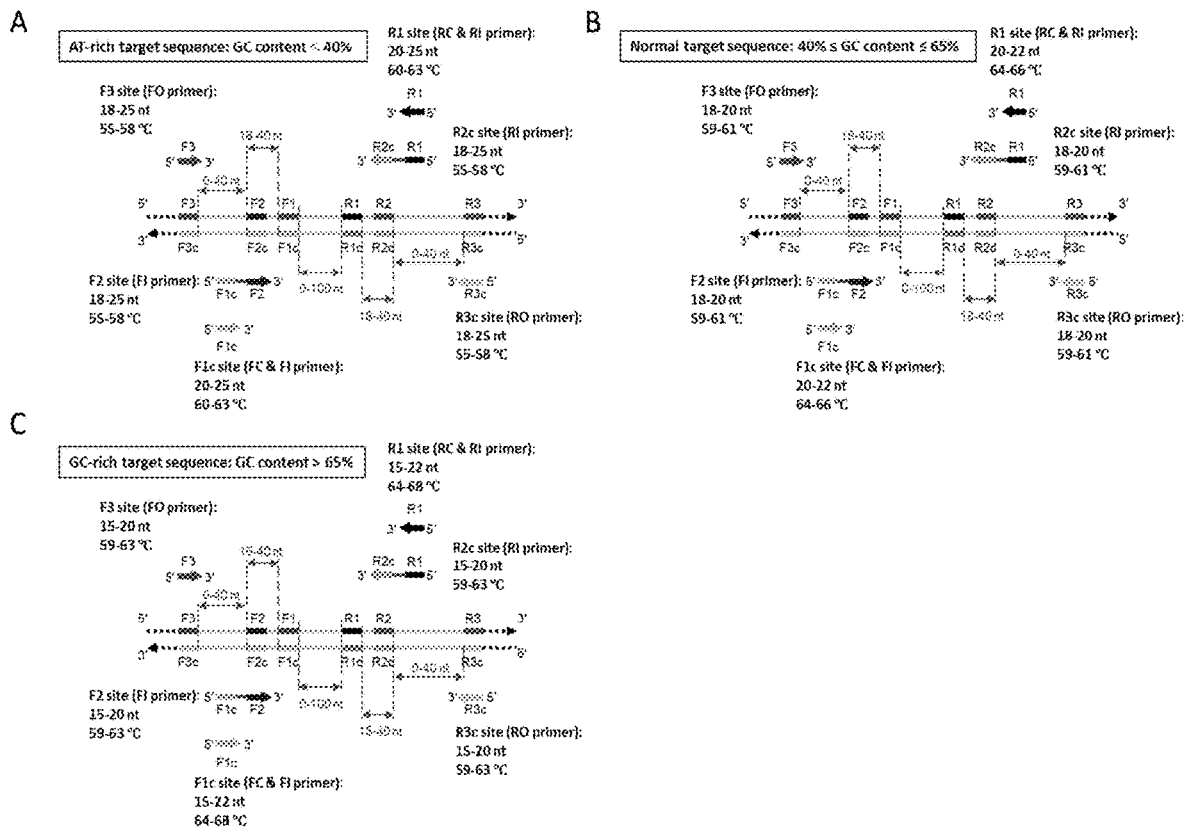 A
AT-rich target sequence: GC content < 40%
R1 site (RC & RI primer):
20-25 nt
60-63 °C
F3 site (FO primer):
18-25 nt
55-58 °C
R1
3' 5'
R2c site (RI primer):
18-25 nt
55-58 °C
R2c R1
3' 5'
F3
5' 3'
18-40 nt
0-40 nt
5' F3 F2 F1 R1 R2 R3 3'
3' F3c F2c F1c R1c R2c R3c 5'
0-40 nt
0-100 nt
18-40 nt
F2 site (FI primer):
18-25 nt
55-58 °C
5' 3'
F1c F2
5' 3'
F1c
3' 5'
R3c
R3c site (RO primer):
18-25 nt
55-58 °C
F1c site (FC & FI primer):
20-25 nt
60-63 °C
B
Normal target sequence: 40% ≤ GC content ≤ 65%
R1 site (RC & RI primer):
20-22 nt
64-66 °C
F3 site (FO primer):
18-20 nt
59-61 °C
R1
3' 5'
R2c site (RI primer):
18-20 nt
59-61 °C
R2c R1
3' 5'
F3
5' 3'
18-40 nt
0-40 nt
5' F3 F2 F1 R1 R2 R3 3'
3' F3c F2c F1c R3c 5'
0-40 nt
0-100 nt
18-40 nt
F2 site (FI primer):
18-20 nt
59-61 °C
5' 3'
F1c F2
5' 3'
F1c
3' 5'
R3c
R3c site (RO primer):
18-20 nt
59-61 °C
F1c site (FC & FI primer):
20-22 nt
64-66 °C
C
GC-rich target sequence: GC content > 65%
R1 site (RC & RI primer):
15-22 nt
64-68 °C
F3 site (FO primer):
15-20 nt
59-63 °C
R1
3' 5'
R2c site (RI primer):
15-20 nt
59-63 °C
R2c R1
3' 5'
F3
5' 3'
15-40 nt
0-40 nt
5' F3 F2 F1 R1 R2 R3 3'
3' F3c F2c F1c R1c R2c R3c 5'
0-40 nt
0-100 nt
15-40 nt
F2 site (FI primer):
15-20 nt
59-63 °C
5' 3'
F1c F2
5' 3'
F1c
3' 5'
R3c
R3c site (RO primer):
15-20 nt
59-63 °C
F1c site (FC & FI primer):
15-22 nt
64-68 °C